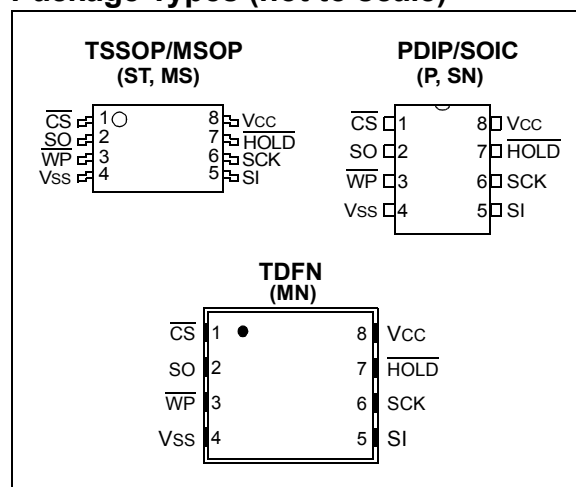 Package Types (not to scale)
TSSOP/MSOP
(ST, MS)
CS 1 8 VCC
SO 2 7 HOLD
WP 3 6 SCK
VSS 4 5 SI
PDIP/SOIC
(P, SN)
CS 1 8 VCC
SO 2 7 HOLD
WP 3 6 SCK
VSS 4 5 SI
TDFN
(MN)
CS 1 8 VCC
SO 2 7 HOLD
WP 3 6 SCK
VSS 4 5 SI